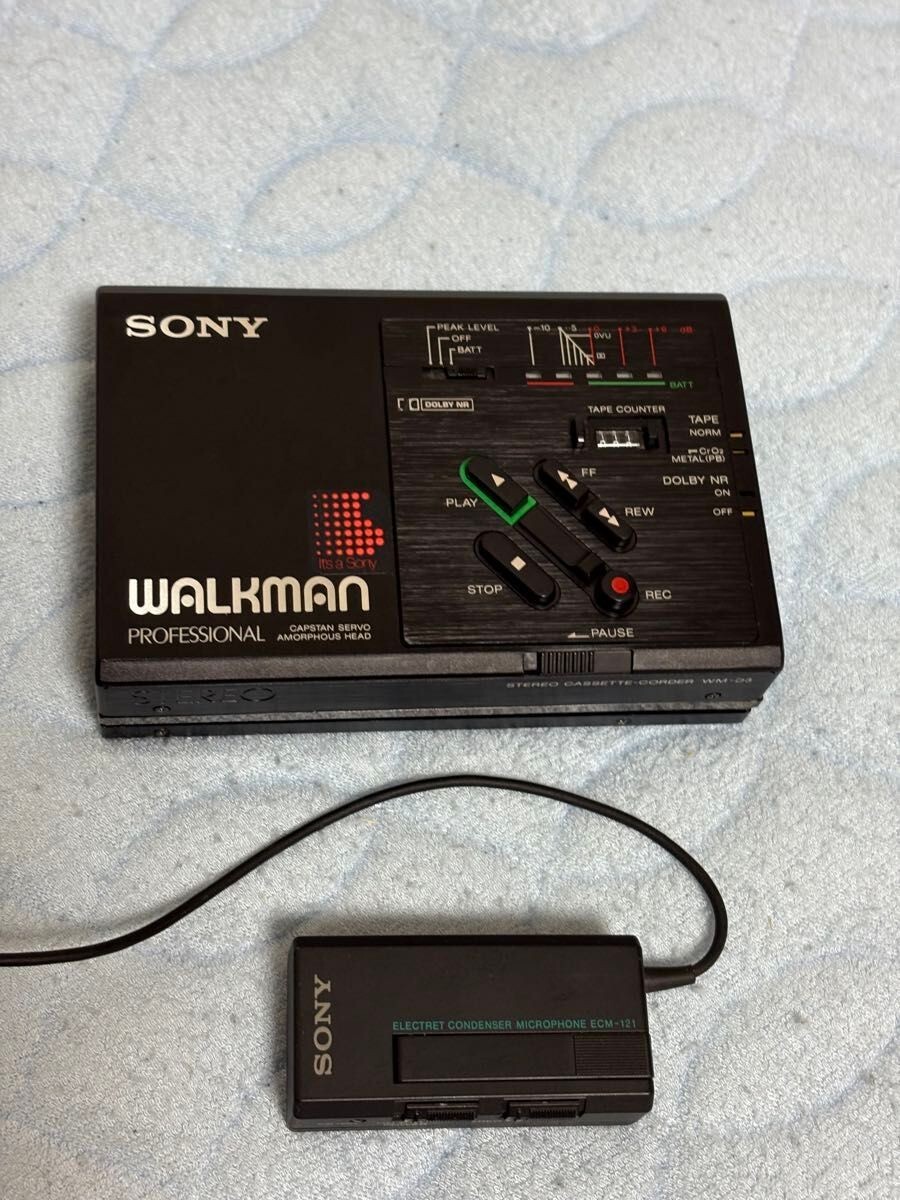 SONY
PEAK LEVEL
OFF
BATT
-10 -5 0 +3 +6 dB
0VU
BATT
DOLBY NR
TAPE COUNTER
TAPE
NORM
CrO2
METAL(PB)
DOLBY NR
ON
OFF
FF
PLAY
REW
STOP
REC
PAUSE
It's a Sony
WALKMAN
PROFESSIONAL
CAPSTAN SERVO
AMORPHOUS HEAD
STEREO
STEREO CASSETTE-CORDER WM-D3
SONY
ELECTRET CONDENSER MICROPHONE ECM-121